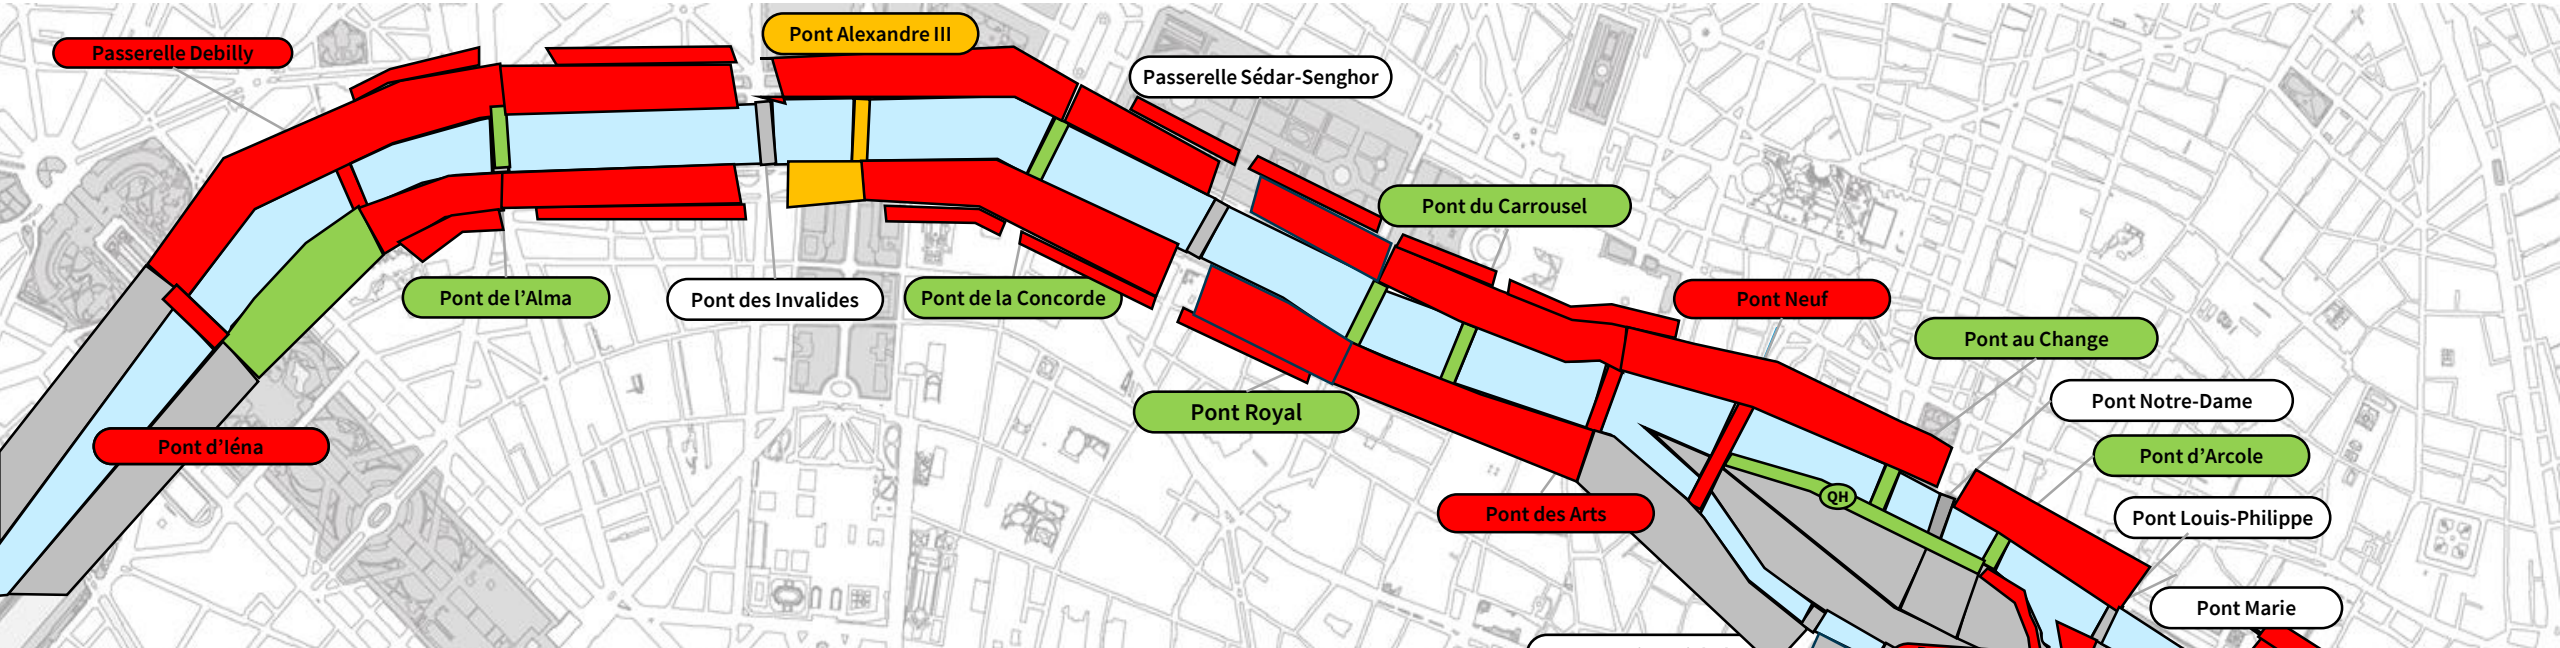 Passerelle Debilly
Pont Alexandre III
Passerelle Sédar-Senghor
Pont du Carrousel
Pont de l'Alma
Pont des Invalides
Pont de la Concorde
Pont Neuf
Pont au Change
Pont Royal
Pont Notre-Dame
Pont d'Iéna
Pont d'Arcole
QH
Pont des Arts
Pont Louis-Philippe
Pont Marie